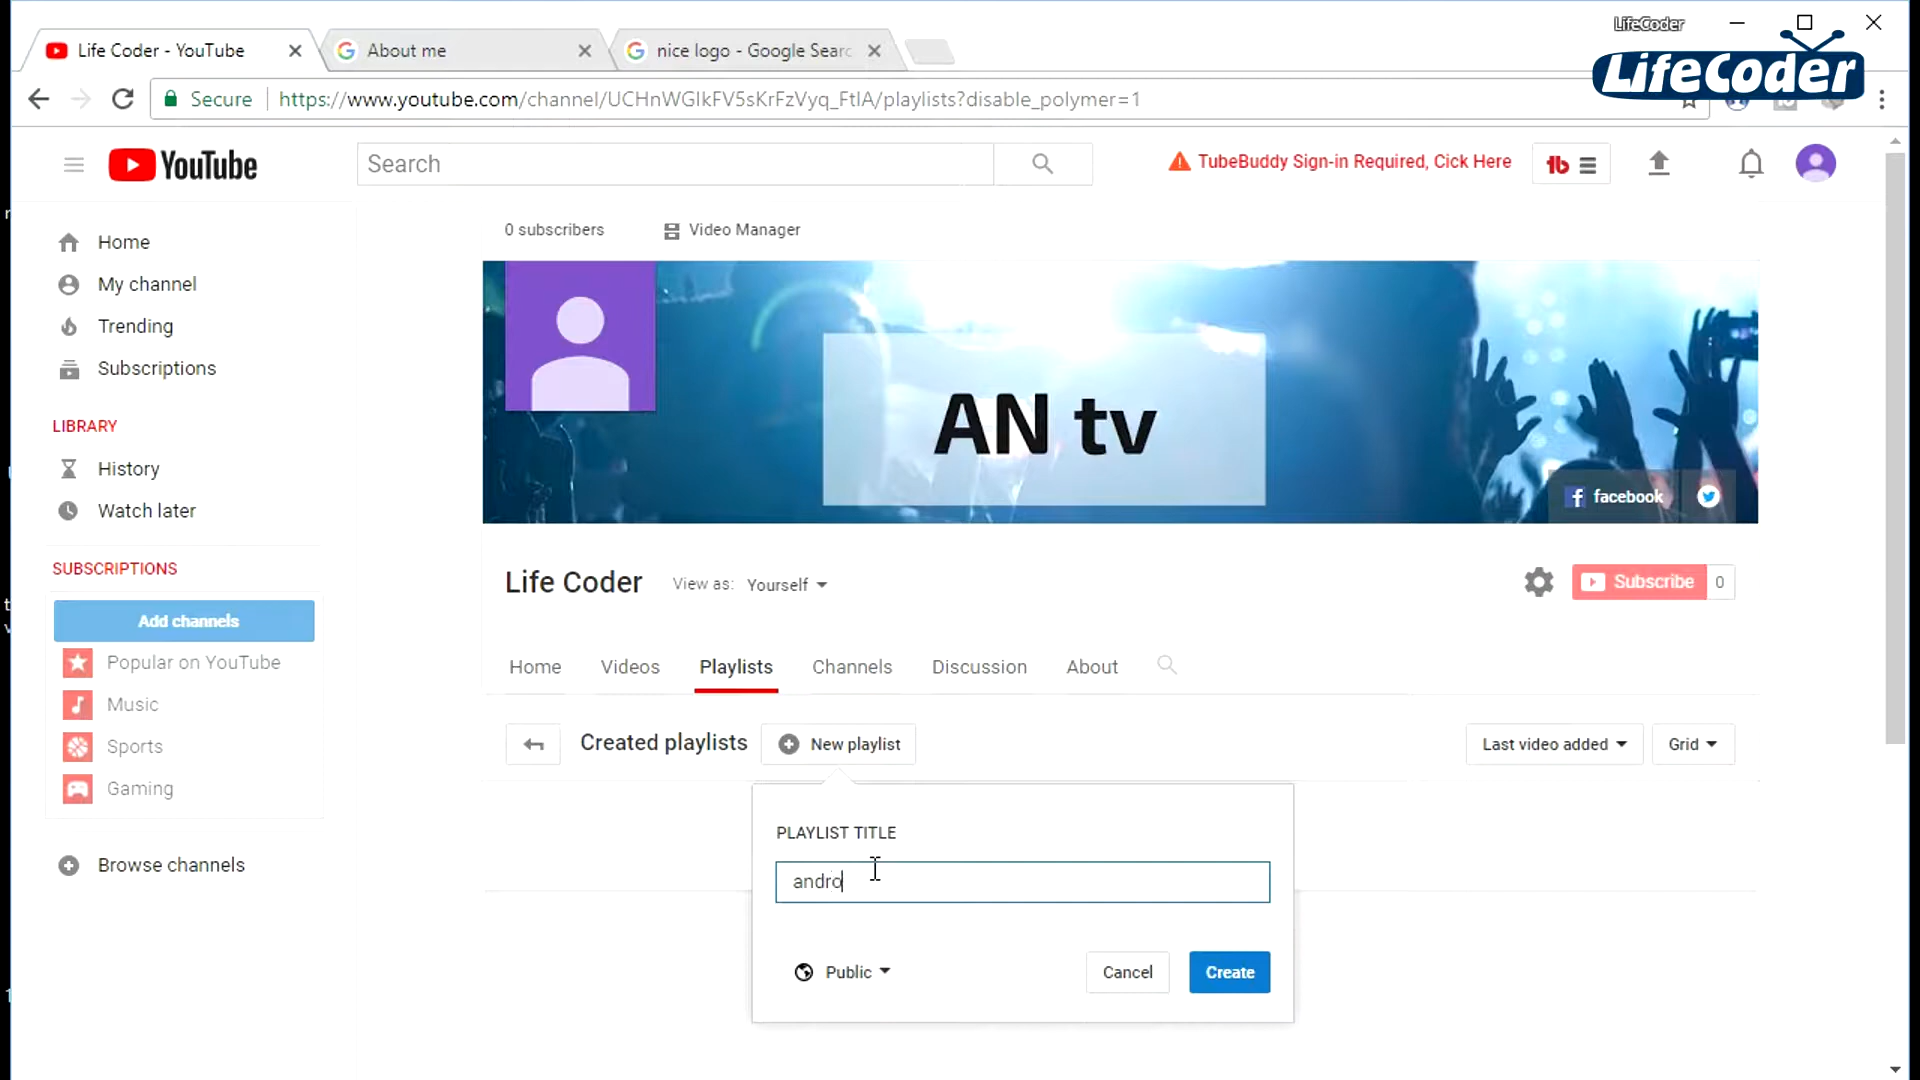 LifeCoder
Life Coder - YouTube
About me
nice logo - Google Searc
LifeCoder
Secure
https://www.youtube.com/channel/UCHnWGlkFV5sKrFzVyq_FtlA/playlists?disable_polymer=1
YouTube
Search
TubeBuddy Sign-in Required, Cick Here
tb
0 subscribers
Video Manager
Home
My channel
Trending
Subscriptions
AN tv
facebook
LIBRARY
History
Watch later
SUBSCRIPTIONS
Add channels
Popular on YouTube
Music
Sports
Gaming
Browse channels
Life Coder
View as: Yourself
Subscribe
0
Home
Videos
Playlists
Channels
Discussion
About
Created playlists
New playlist
Last video added
Grid
PLAYLIST TITLE
andro
Public
Cancel
Create